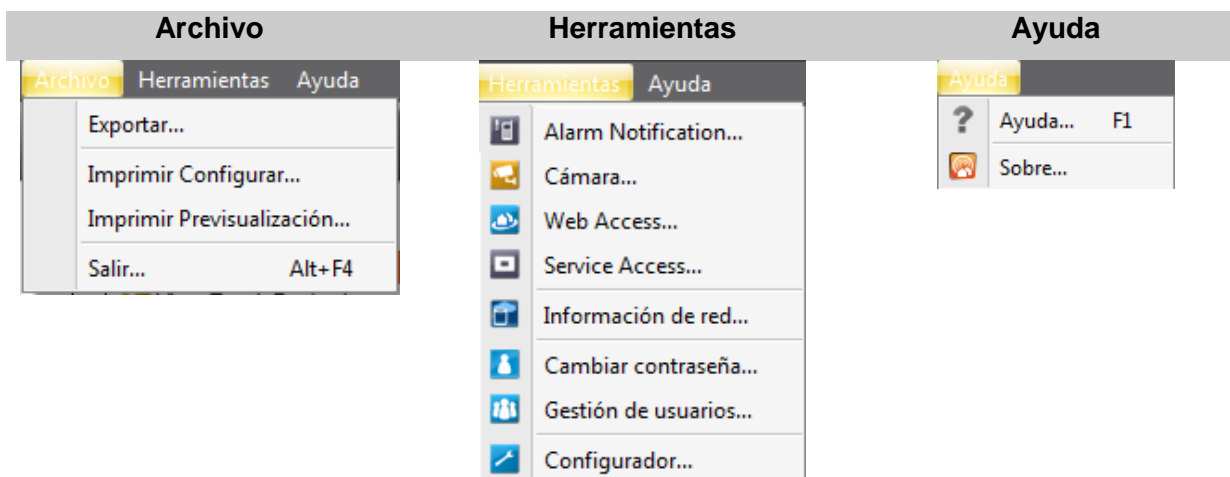 Archivo Herramientas Ayuda
Archivo Herramientas Ayuda
Exportar...
Imprimir Configurar...
Imprimir Previsualización...
Salir... Alt+F4
Herramientas Ayuda
Alarm Notification...
Cámara...
Web Access...
Service Access...
Información de red...
Cambiar contraseña...
Gestión de usuarios...
Configurador...
Ayuda
Ayuda... F1
Sobre...